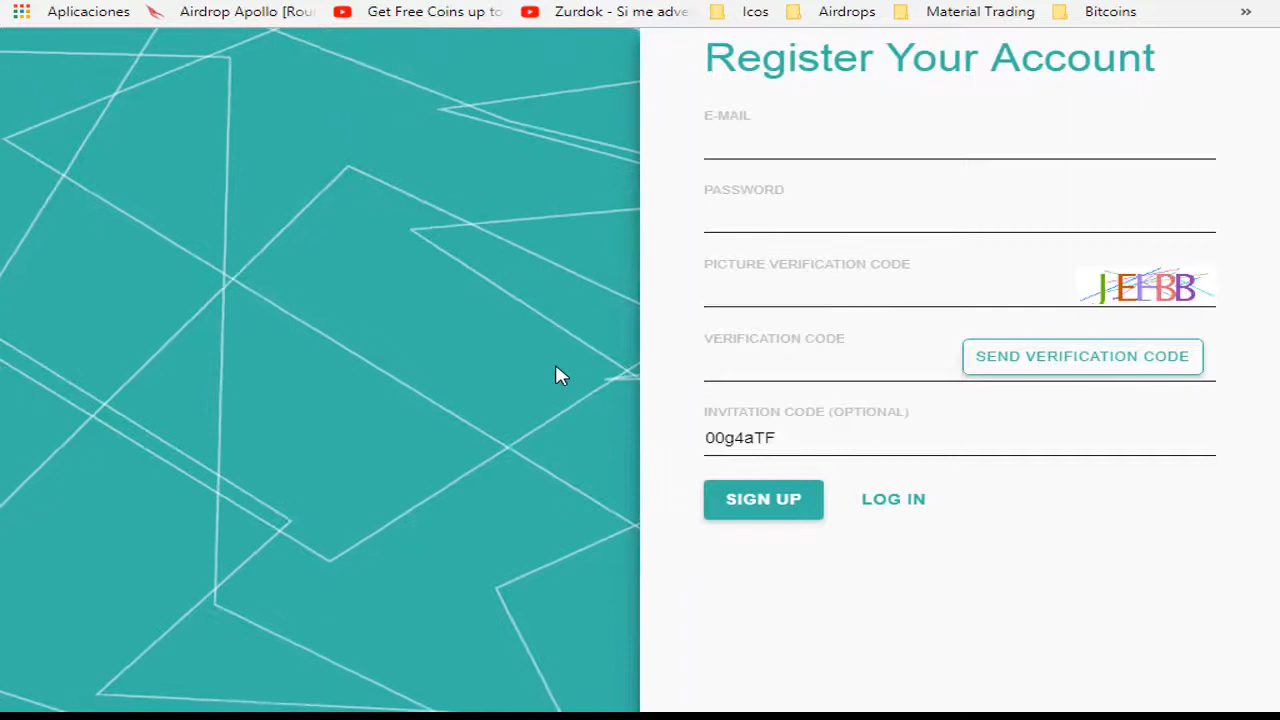 Aplicaciones Airdrop Apollo [Rou Get Free Coins up to Zurdok - Si me adve Icos Airdrops Material Trading Bitcoins »
Register Your Account
E-MAIL
PASSWORD
PICTURE VERIFICATION CODE
VERIFICATION CODE
SEND VERIFICATION CODE
INVITATION CODE (OPTIONAL)
00g4aTF
SIGN UP LOG IN